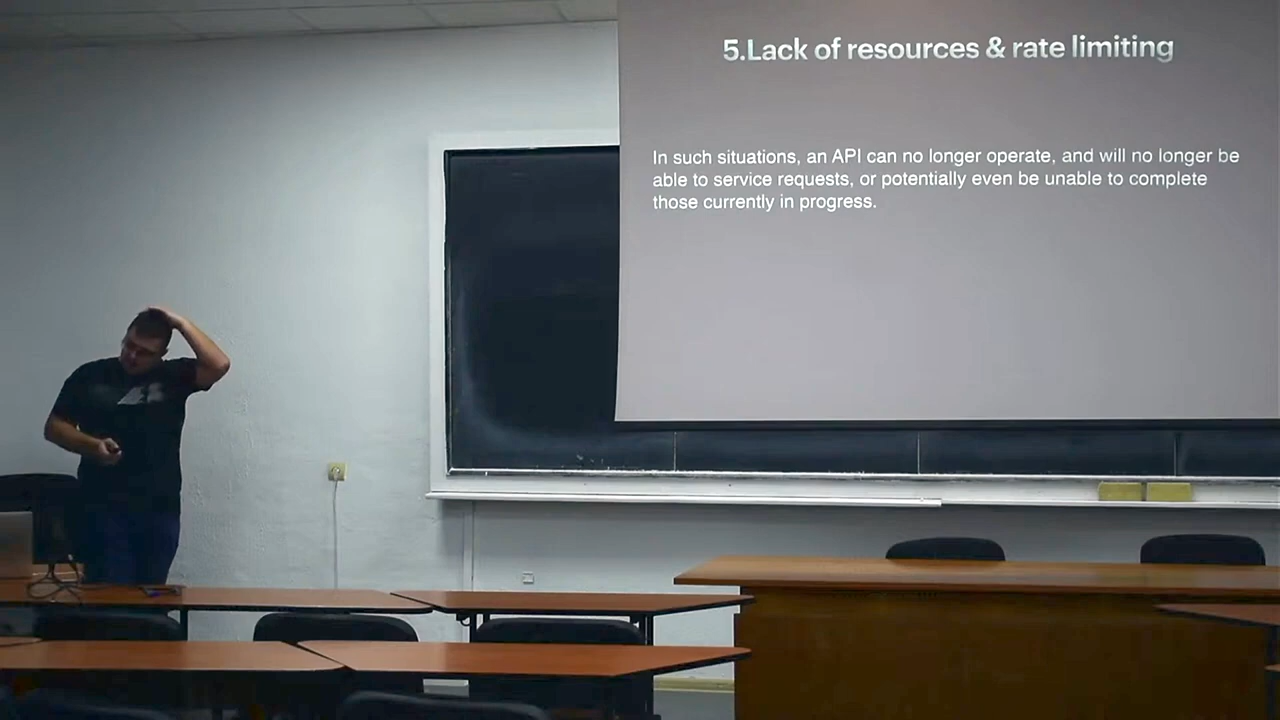 5.Lack of resources & rate limiting
In such situations, an API can no longer operate, and will no longer be
able to service requests, or potentially even be unable to complete
those currently in progress.